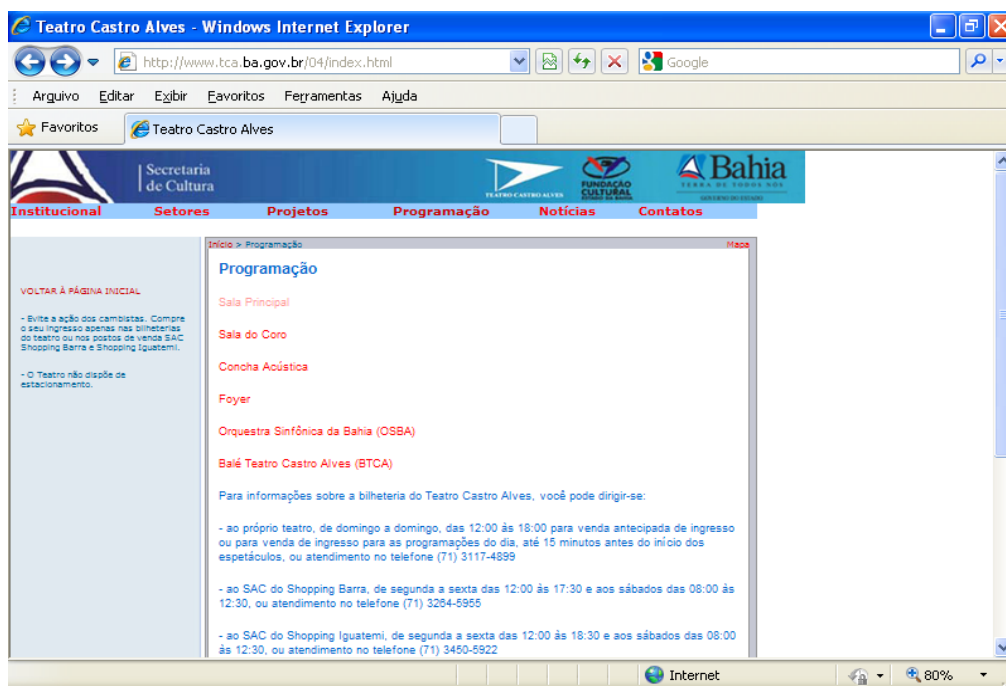 Teatro Castro Alves - Windows Internet Explorer
http://www.tca.ba.gov.br/04/index.html
Google
Arquivo Editar Exibir Favoritos Ferramentas Ajuda
Favoritos
Teatro Castro Alves
Secretaria
de Cultura
TEATRO CASTRO ALVES
FUNDAÇÃO
CULTURAL
ESTADO DA BAHIA
Bahia
TERRA DE TODOS NÓS
GOVERNO DO ESTADO
Institucional Setores Projetos Programação Notícias Contatos
Início > Programação
Mapa
VOLTAR À PÁGINA INICIAL
- Evite a ação dos cambistas. Compre
o seu ingresso apenas nas bilheterias
do teatro ou nos postos de venda SAC
Shopping Barra e Shopping Iguatemi.
- O Teatro não dispõe de
estacionamento.
Programação
Sala Principal
Sala do Coro
Concha Acústica
Foyer
Orquestra Sinfônica da Bahia (OSBA)
Balé Teatro Castro Alves (BTCA)
Para informações sobre a bilheteria do Teatro Castro Alves, você pode dirigir-se:
- ao próprio teatro, de domingo a domingo, das 12:00 às 18:00 para venda antecipada de ingresso
ou para venda de ingresso para as programações do dia, até 15 minutos antes do início dos
espetáculos, ou atendimento no telefone (71) 3117-4899
- ao SAC do Shopping Barra, de segunda a sexta das 12:00 às 17:30 e aos sábados das 08:00 às
12:30, ou atendimento no telefone (71) 3264-5955
- ao SAC do Shopping Iguatemi, de segunda a sexta das 12:00 às 18:30 e aos sábados das 08:00
às 12:30, ou atendimento no telefone (71) 3450-5922
Internet
80%